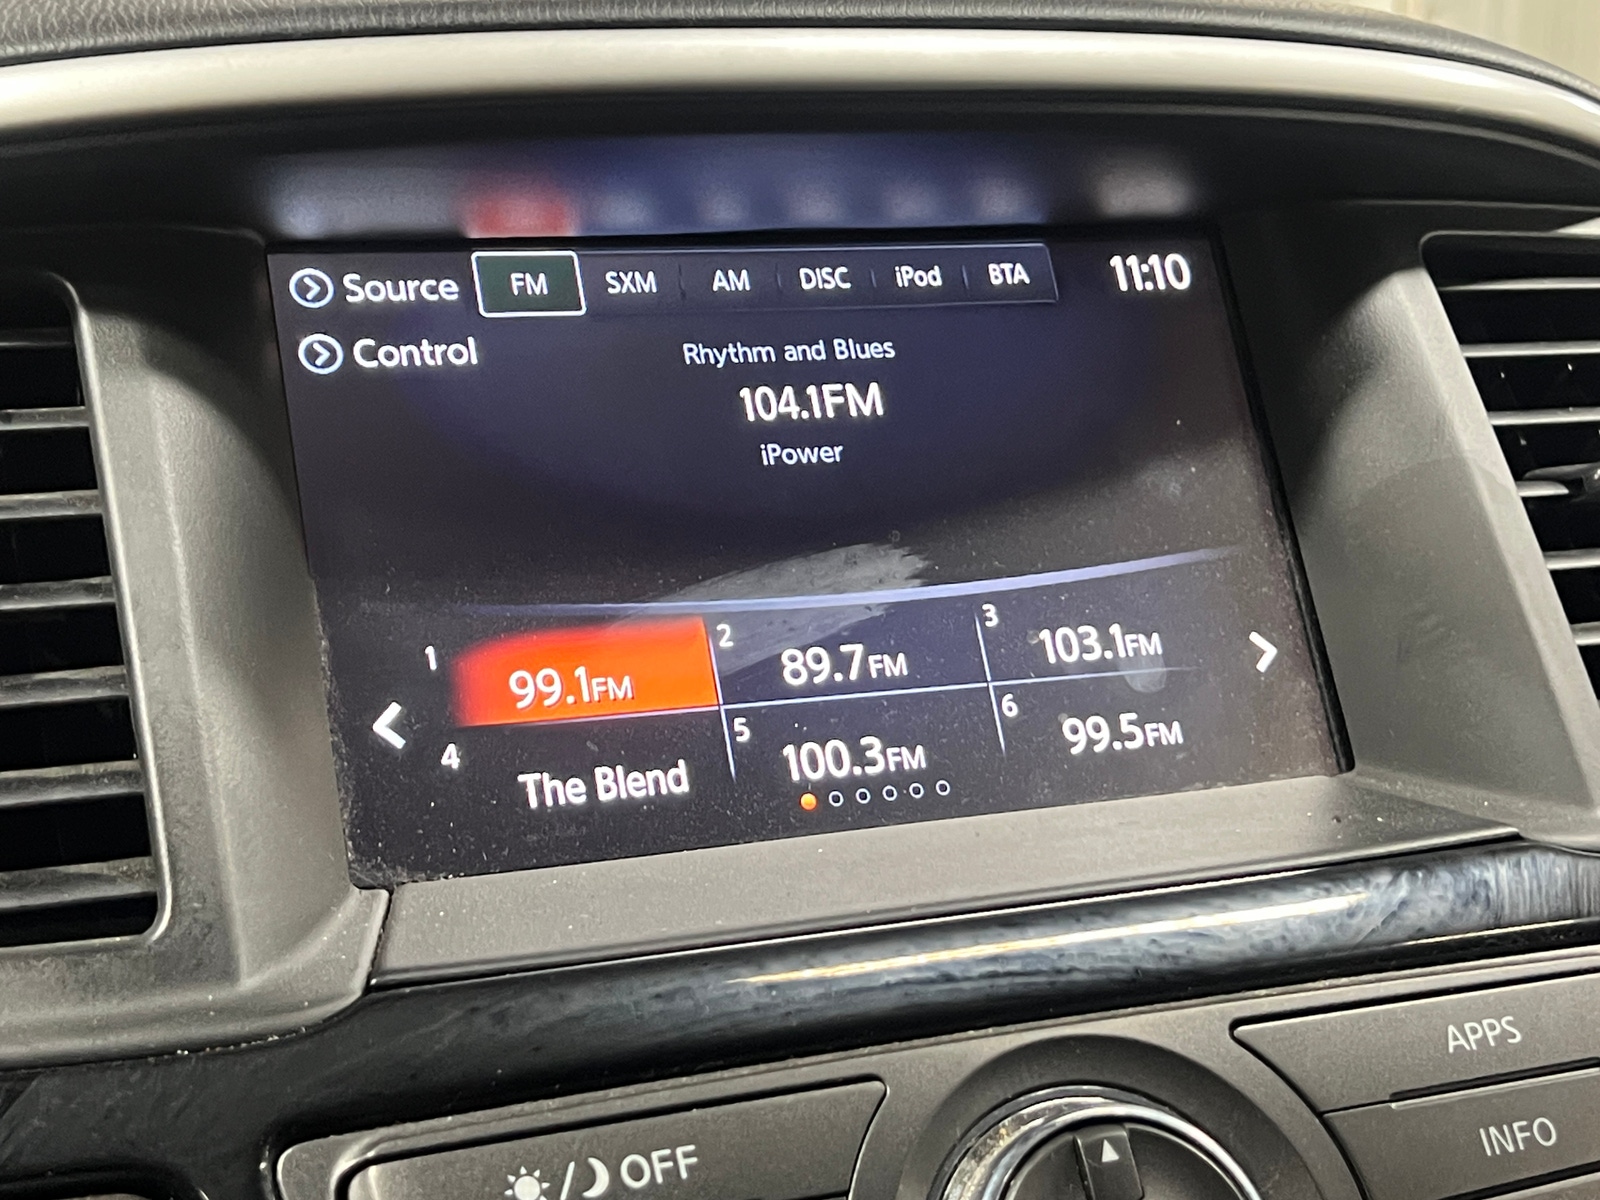 Source FM SXM AM DISC iPod BTA 11:10
Control
Rhythm and Blues
104.1FM
iPower
1 99.1FM 2 89.7FM 3 103.1FM
4 The Blend 5 100.3FM 6 99.5FM
APPS
INFO
/ OFF